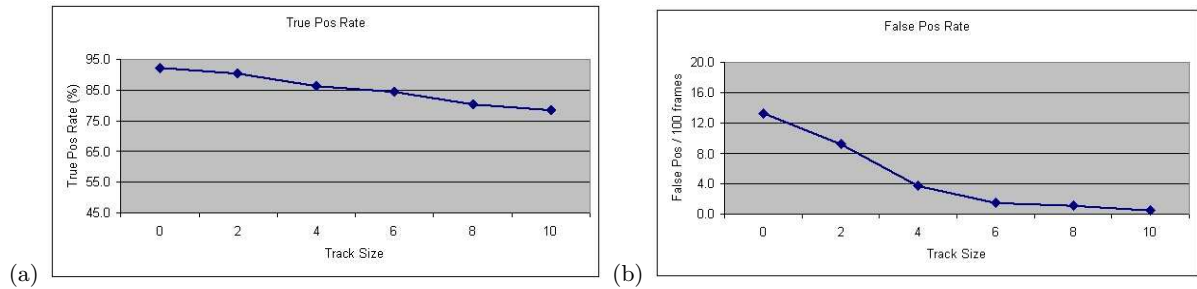 True Pos Rate
True Pos Rate (%)
95.0
85.0
75.0
65.0
55.0
45.0
0 2 4 6 8 10
Track Size
(a)
False Pos Rate
False Pos / 100 frames
20.0
16.0
12.0
8.0
4.0
0.0
0 2 4 6 8 10
Track Size
(b)